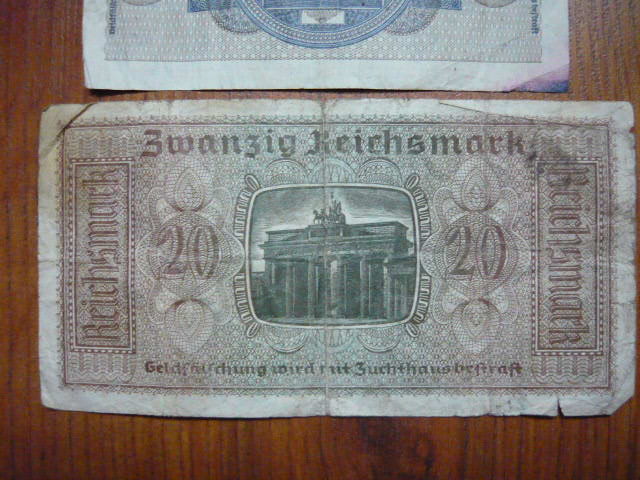 Zwanzig Reichsmark
Reichsmark
20
20
Reichsmark
Geldfälschung wird mit Zuchthaus bestraft